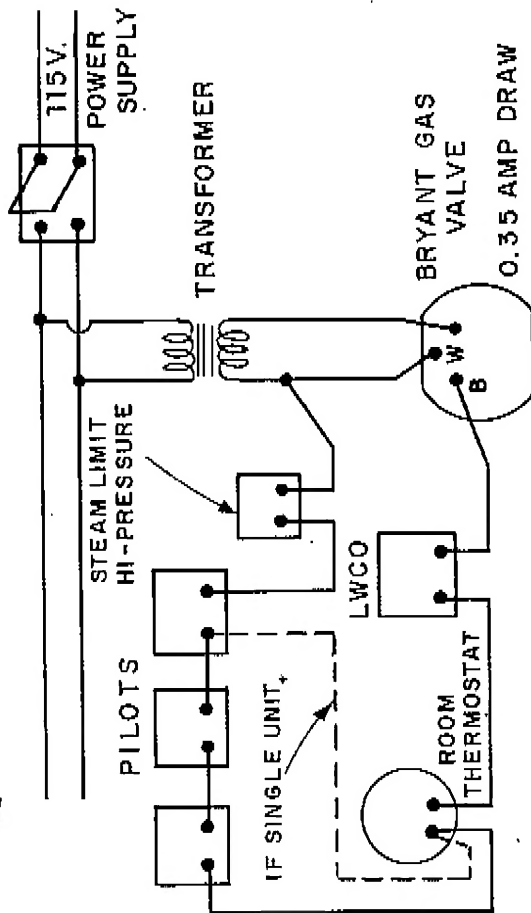 115V.
POWER
SUPPLY
TRANSFORMER
STEAM LIMIT
HI-PRESSURE
PILOTS
IF SINGLE UNIT
BRYANT GAS
VALVE
0.35 AMP DRAW
W
B
LWCO
ROOM
THERMOSTAT